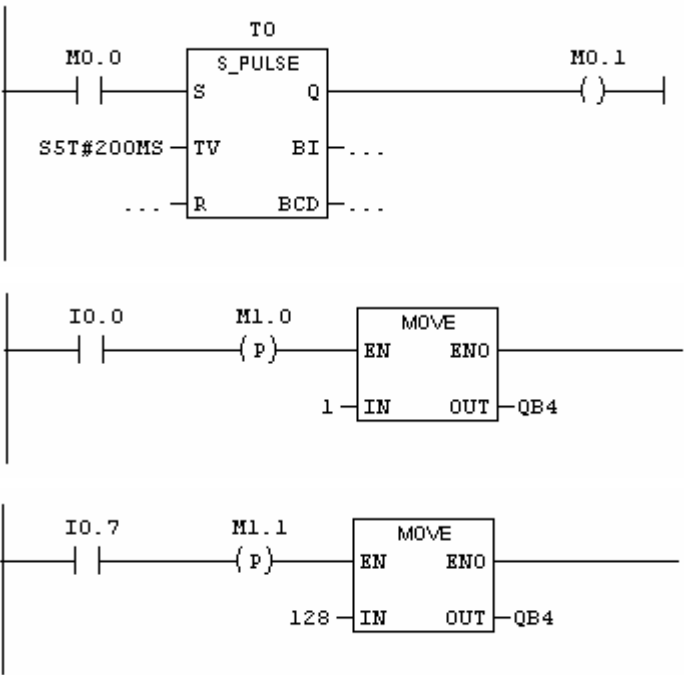 T0
M0.0 S_PULSE M0.1
S Q
S5T#200MS TV BI ...
... R BCD ...
I0.0 M1.0 MOVE
( P ) EN ENO
1 IN OUT QB4
I0.7 M1.1 MOVE
( P ) EN ENO
128 IN OUT QB4